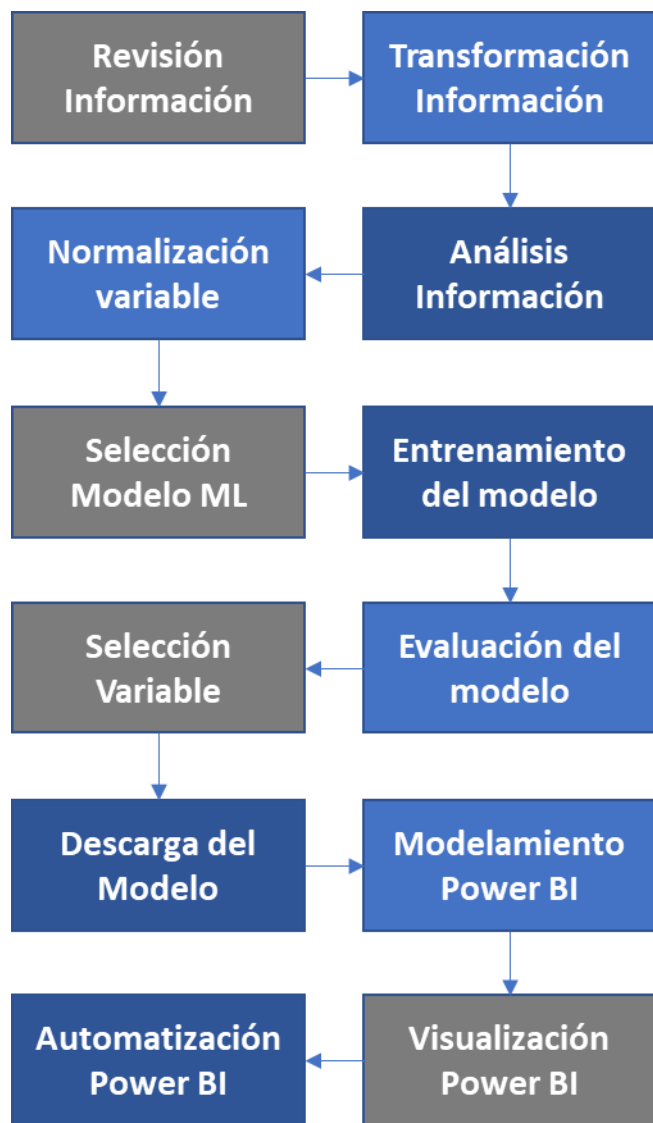 Revisión
Información
Transformación
Información
Normalización
variable
Análisis
Información
Selección
Modelo ML
Entrenamiento
del modelo
Selección
Variable
Evaluación del
modelo
Descarga del
Modelo
Modelamiento
Power BI
Automatización
Power BI
Visualización
Power BI